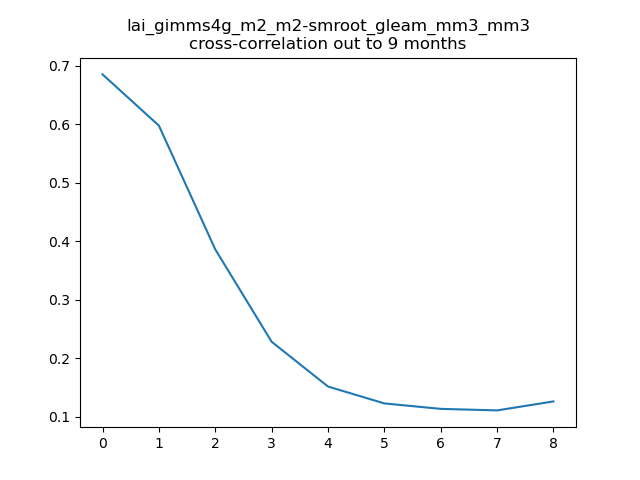 lai_gimms4g_m2_m2-smroot_gleam_mm3_mm3
cross-correlation out to 9 months
0.7
0.6
0.5
0.4
0.3
0.2
0.1
0 1 2 3 4 5 6 7 8